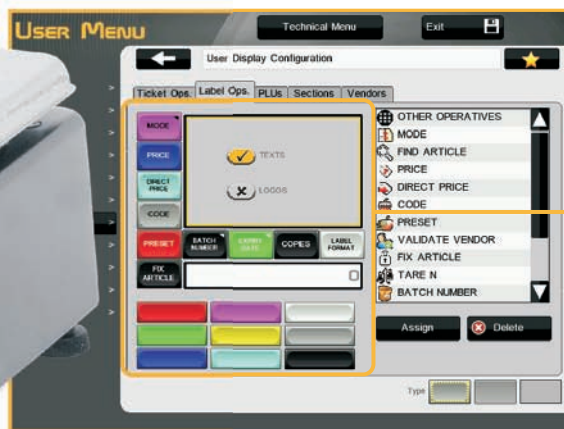 USER MENU
Technical Menu
Exit
User Display Configuration
Ticket Ops. Label Ops. PLUs Sections Vendors
MODE
PRICE
DIRECT PRICE
CODE
PRESET
BATCH NUMBER
EXPIRY DATE
COPIES
LABEL FORMAT
FIX ARTICLE
0
TEXTS
LOGOS
OTHER OPERATIVES
MODE
FIND ARTICLE
PRICE
DIRECT PRICE
CODE
PRESET
VALIDATE VENDOR
FIX ARTICLE
TARE N
BATCH NUMBER
Assign
Delete
Type